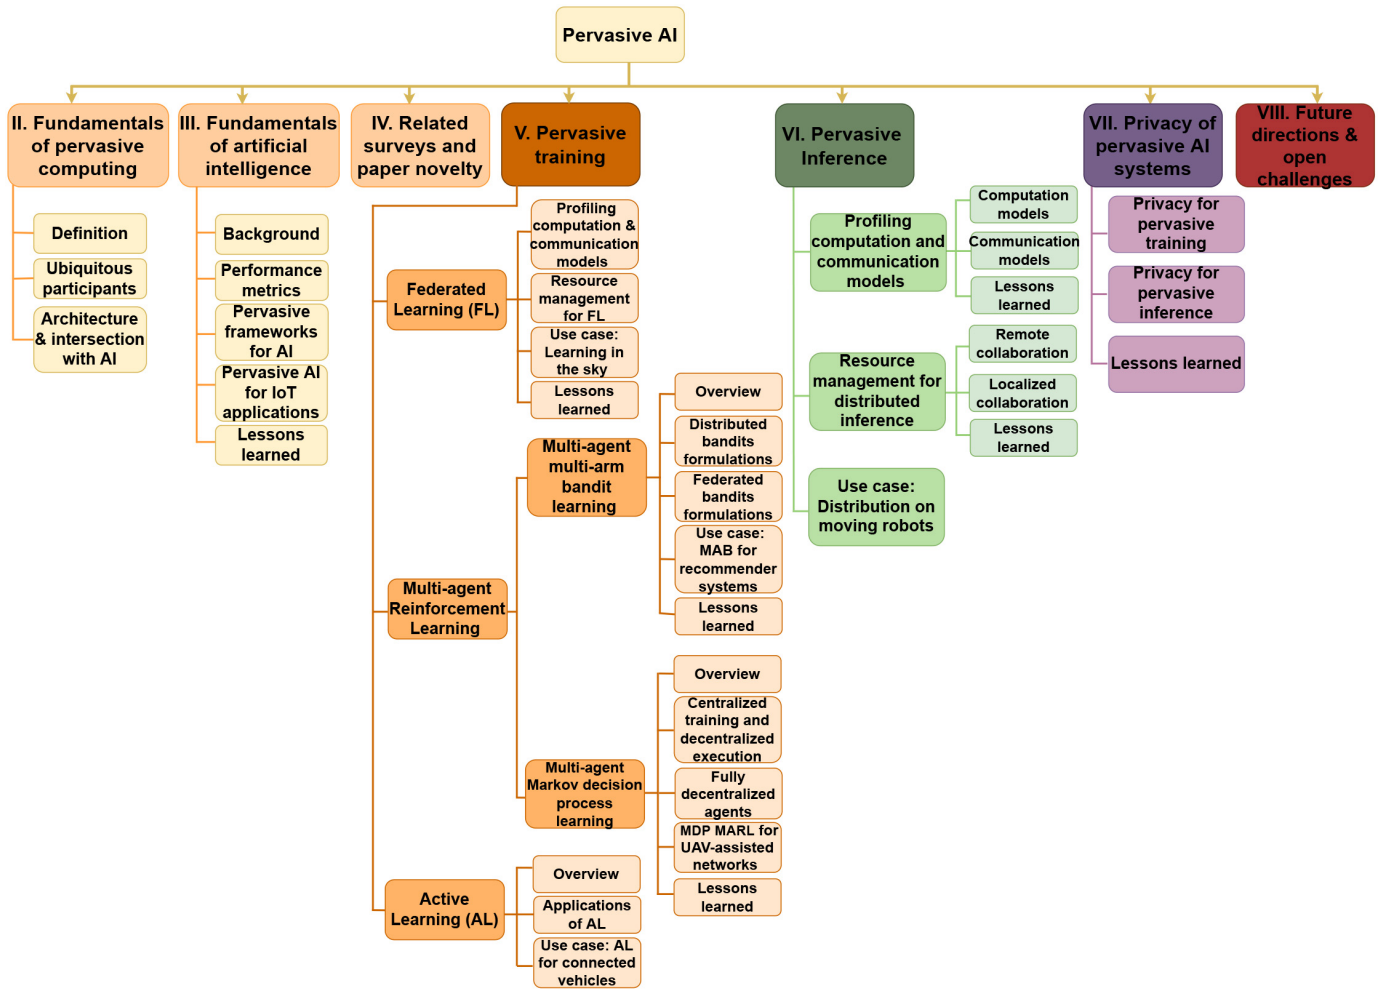 Pervasive AI
II. Fundamentals
of pervasive
computing
Definition
Ubiquitous
participants
Architecture
& intersection
with AI
III. Fundamentals
of artificial
intelligence
Background
Performance
metrics
Pervasive
frameworks
for AI
Pervasive AI
for IoT
applications
Lessons
learned
IV. Related
surveys and
paper novelty
V. Pervasive
training
Federated
Learning (FL)
Profiling
computation &
communication
models
Resource
management
for FL
Use case:
Learning in
the sky
Lessons
learned
Multi-agent
Reinforcement
Learning
Multi-agent
multi-arm
bandit
learning
Overview
Distributed
bandits
formulations
Federated
bandits
formulations
Use case:
MAB for
recommender
systems
Lessons
learned
Multi-agent
Markov decision
process
learning
Overview
Centralized
training and
decentralized
execution
Fully
decentralized
agents
MDP MARL for
UAV-assisted
networks
Lessons
learned
Active
Learning (AL)
Overview
Applications
of AL
Use case: AL
for connected
vehicles
VI. Pervasive
Inference
Profiling
computation and
communication
models
Computation
models
Communication
models
Lessons
learned
Resource
management for
distributed
inference
Remote
collaboration
Localized
collaboration
Lessons
learned
Use case:
Distribution on
moving robots
VII. Privacy of
pervasive AI
systems
Privacy for
pervasive
training
Privacy for
pervasive
inference
Lessons learned
VIII. Future
directions &
open
challenges